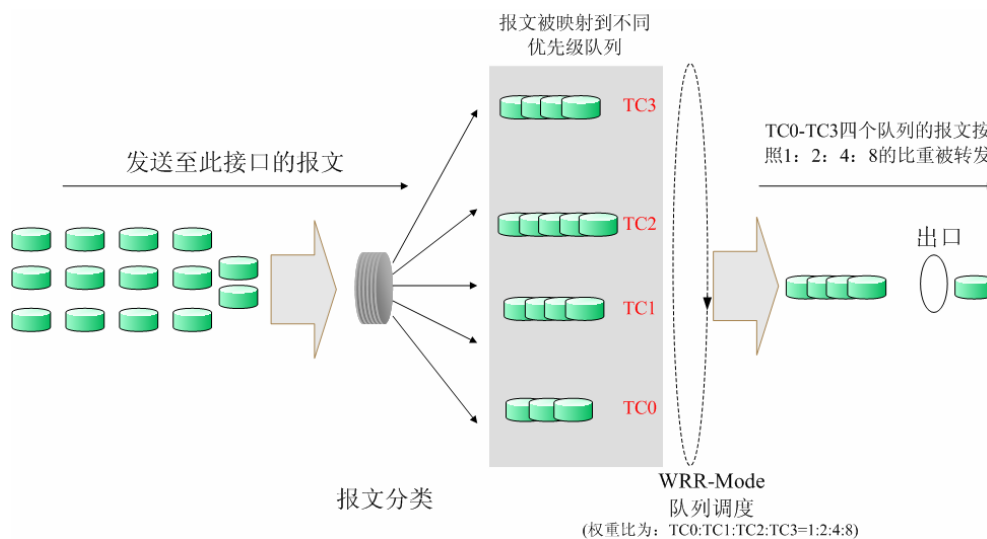 报文被映射到不同
优先级队列
TC3
TC0-TC3四个队列的报文按
照1：2：4：8的比重被转发
发送至此接口的报文
TC2
出口
TC1
TC0
WRR-Mode
报文分类
队列调度
(权重比为：TC0:TC1:TC2:TC3=1:2:4:8)